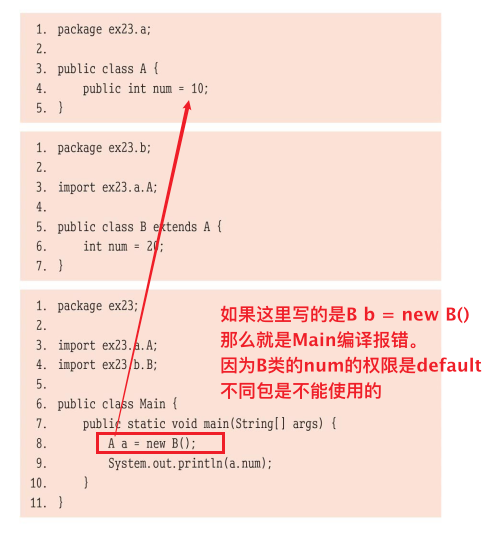 1. package ex23.a;
2.
3. public class A {
4. public int num = 10;
5. }
1. package ex23.b;
2.
3. import ex23.a.A;
4.
5. public class B extends A {
6. int num = 20;
7. }
1. package ex23;
2.
3. import ex23.a.A;
4. import ex23.b.B;
5.
6. public class Main {
7. public static void main(String[] args) {
8. A a = new B();
9. System.out.println(a.num);
10. }
11. }
如果这里写的是B b = new B()
那么就是Main编译报错。
因为B类的num的权限是default
不同包是不能使用的